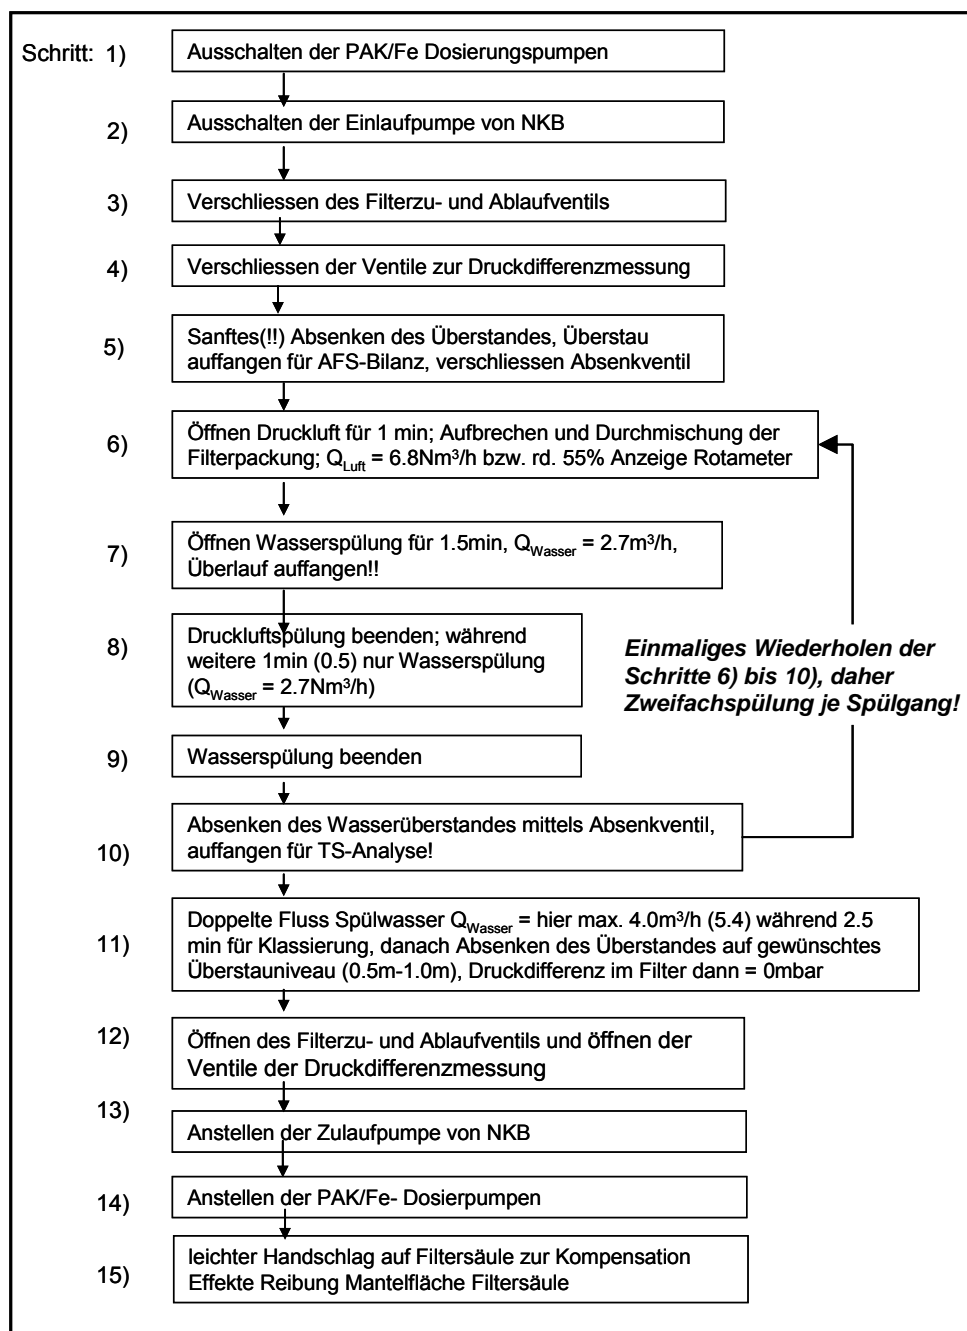 Schritt: 1)
Ausschalten der PAK/Fe Dosierungspumpen
2)
Ausschalten der Einlaufpumpe von NKB
3)
Verschliessen des Filterzu- und Ablaufventils
4)
Verschliessen der Ventile zur Druckdifferenzmessung
5)
Sanftes(!!) Absenken des Überstandes, Überstau
auffangen für AFS-Bilanz, verschliessen Absenkventil
6)
Öffnen Druckluft für 1 min; Aufbrechen und Durchmischung der
Filterpackung; Q_Luft = 6.8Nm³/h bzw. rd. 55% Anzeige Rotameter
7)
Öffnen Wasserspülung für 1.5min, Q_Wasser = 2.7m³/h,
Überlauf auffangen!!
8)
Druckluftspülung beenden; während
weitere 1min (0.5) nur Wasserspülung
(Q_Wasser = 2.7Nm³/h)
Einmaliges Wiederholen der
Schritte 6) bis 10), daher
Zweifachspülung je Spülgang!
9)
Wasserspülung beenden
10)
Absenken des Wasserüberstandes mittels Absenkventil,
auffangen für TS-Analyse!
11)
Doppelte Fluss Spülwasser Q_Wasser = hier max. 4.0m³/h (5.4) während 2.5
min für Klassierung, danach Absenken des Überstandes auf gewünschtes
Überstauniveau (0.5m-1.0m), Druckdifferenz im Filter dann = 0mbar
12)
Öffnen des Filterzu- und Ablaufventils und öffnen der
Ventile der Druckdifferenzmessung
13)
Anstellen der Zulaufpumpe von NKB
14)
Anstellen der PAK/Fe- Dosierpumpen
15)
leichter Handschlag auf Filtersäule zur Kompensation
Effekte Reibung Mantelfläche Filtersäule